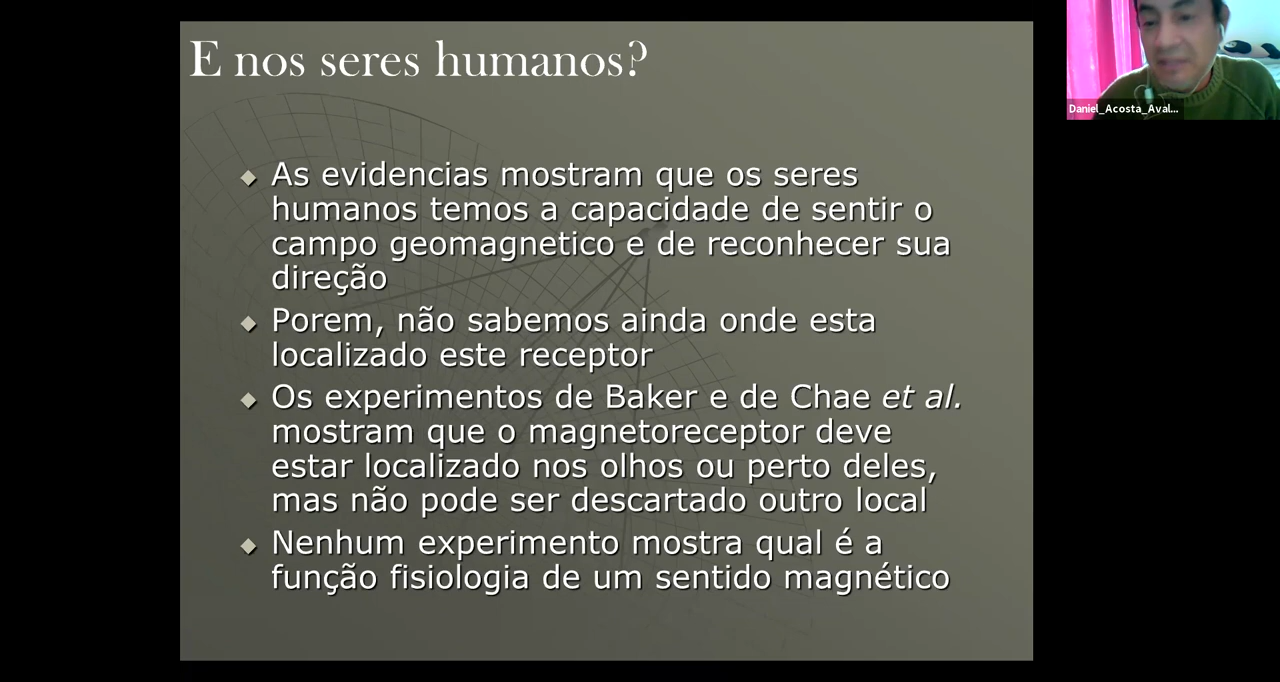 E nos seres humanos?
As evidencias mostram que os seres
humanos temos a capacidade de sentir o
campo geomagnetico e de reconhecer sua
direção
Porem, não sabemos ainda onde esta
localizado este receptor
Os experimentos de Baker e de Chae et al.
mostram que o magnetoreceptor deve
estar localizado nos olhos ou perto deles,
mas não pode ser descartado outro local
Nenhum experimento mostra qual é a
função fisiologia de um sentido magnético
Daniel_Acosta_Aval...